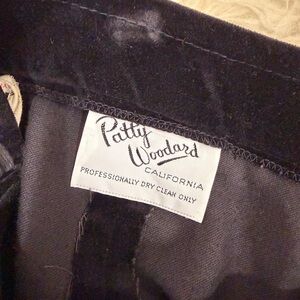 Patty
Woodard
CALIFORNIA
PROFESSIONALLY DRY CLEAN ONLY